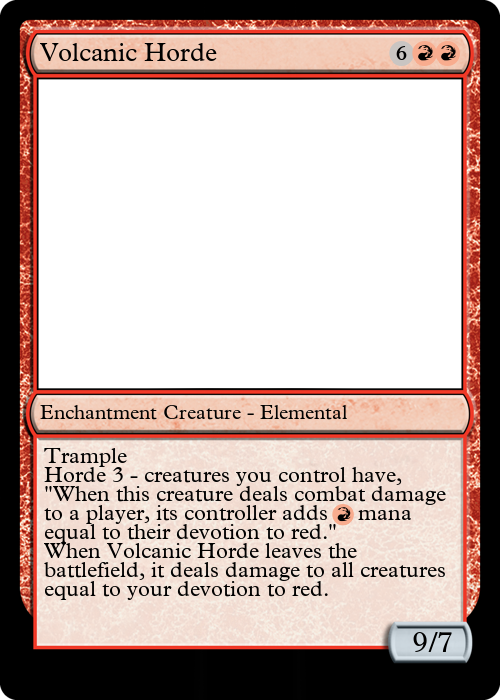 Volcanic Horde 6
Enchantment Creature - Elemental
Trample
Horde 3 - creatures you control have,
"When this creature deals combat damage
to a player, its controller adds mana
equal to their devotion to red."
When Volcanic Horde leaves the
battlefield, it deals damage to all creatures
equal to your devotion to red.
9/7